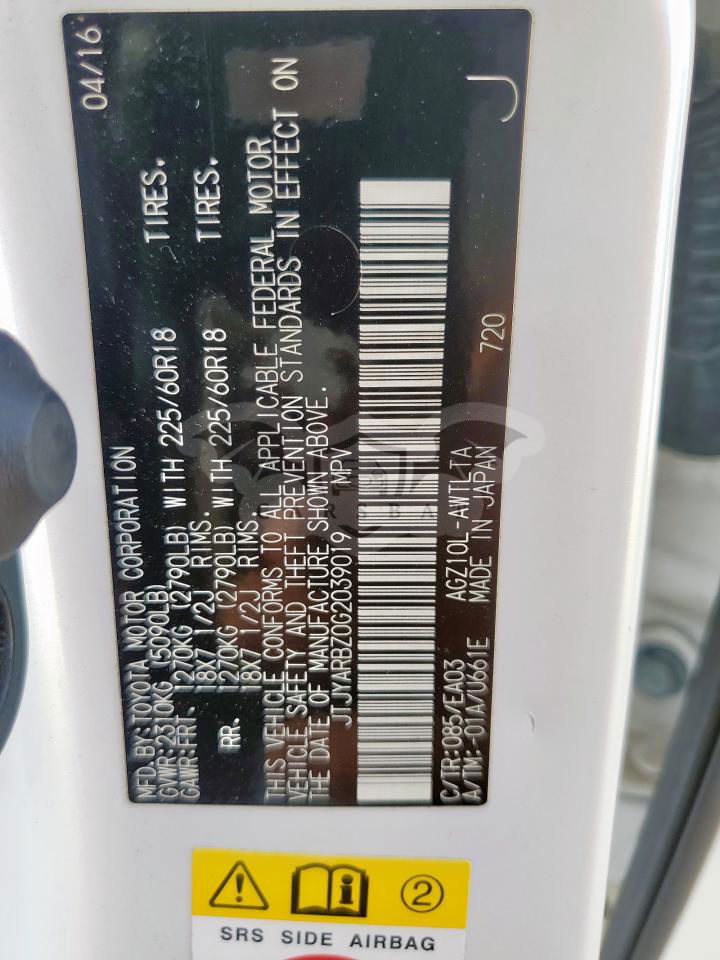 MFD.BY:TOYOTA MOTOR CORPORATION 04/16
GVWR:2310KG (5090LB)
GAWR:FRT- 1270KG (2790LB) WITH 225/60R18 TIRES.
18X7 1/2J RIMS.
RR- 1270KG (2790LB) WITH 225/60R18 TIRES.
18X7 1/2J RIMS.
THIS VEHICLE CONFORMS TO ALL APPLICABLE FEDERAL MOTOR
VEHICLE SAFETY AND THEFT PREVENTION STANDARDS IN EFFECT ON
THE DATE OF MANUFACTURE SHOWN ABOVE.
JTJYARBZ0G2039019 MPV
C/TR:085/EA03 AGZ10L-AWTLTA 720
A/TM:-01A/U661E MADE IN JAPAN J
2
SRS SIDE AIRBAG